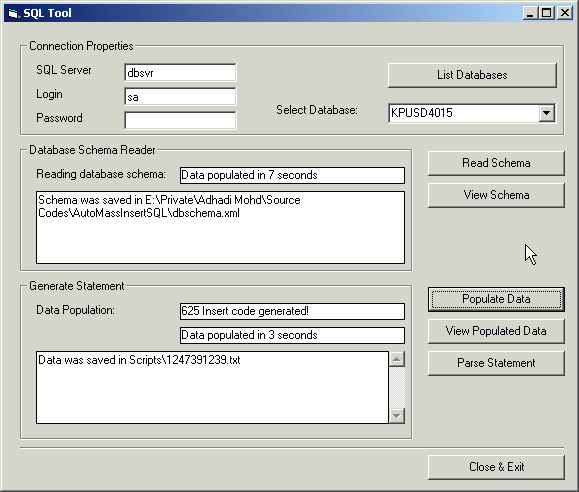 SQL Tool
Connection Properties
SQL Server
dbsvr
List Databases
Login
sa
Select Database:
KPUSD4015
Password
Database Schema Reader
Reading database schema:
Data populated in 7 seconds
Read Schema
View Schema
Schema was saved in E:\Private\Adhadi Mohd\Source
Codes\AutoMassInsertSQL\dbschema.xml
Generate Statement
Data Population:
625 Insert code generated!
Populate Data
Data populated in 3 seconds
View Populated Data
Data was saved in Scripts\1247391239.txt
Parse Statement
Close & Exit